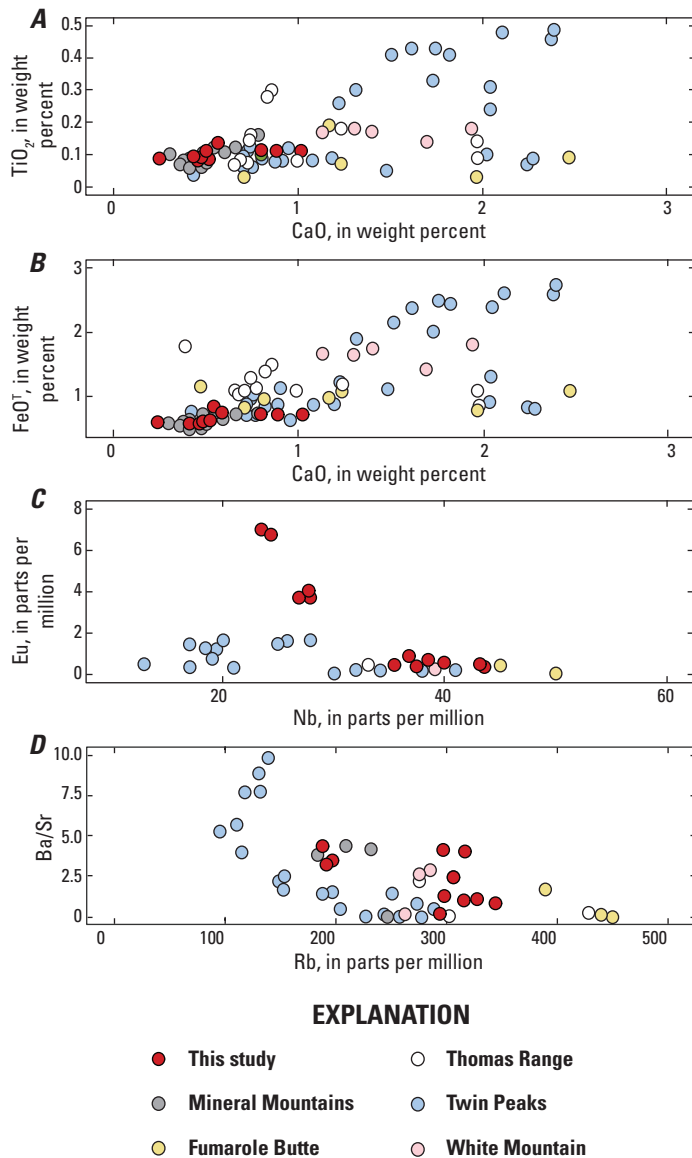 A
0.5
0.4
0.3
0.2
0.1
0
TiO₂, in weight
percent
0 1 2 3
CaO, in weight percent
B
3
2
1
FeOᵀ, in weight
percent
0 1 2 3
CaO, in weight percent
C
8
6
4
2
0
Eu, in parts per
million
20 40 60
Nb, in parts per million
D
10.0
7.5
5.0
2.5
0
Ba/Sr
0 100 200 300 400 500
Rb, in parts per million
EXPLANATION
This study Thomas Range
Mineral Mountains Twin Peaks
Fumarole Butte White Mountain